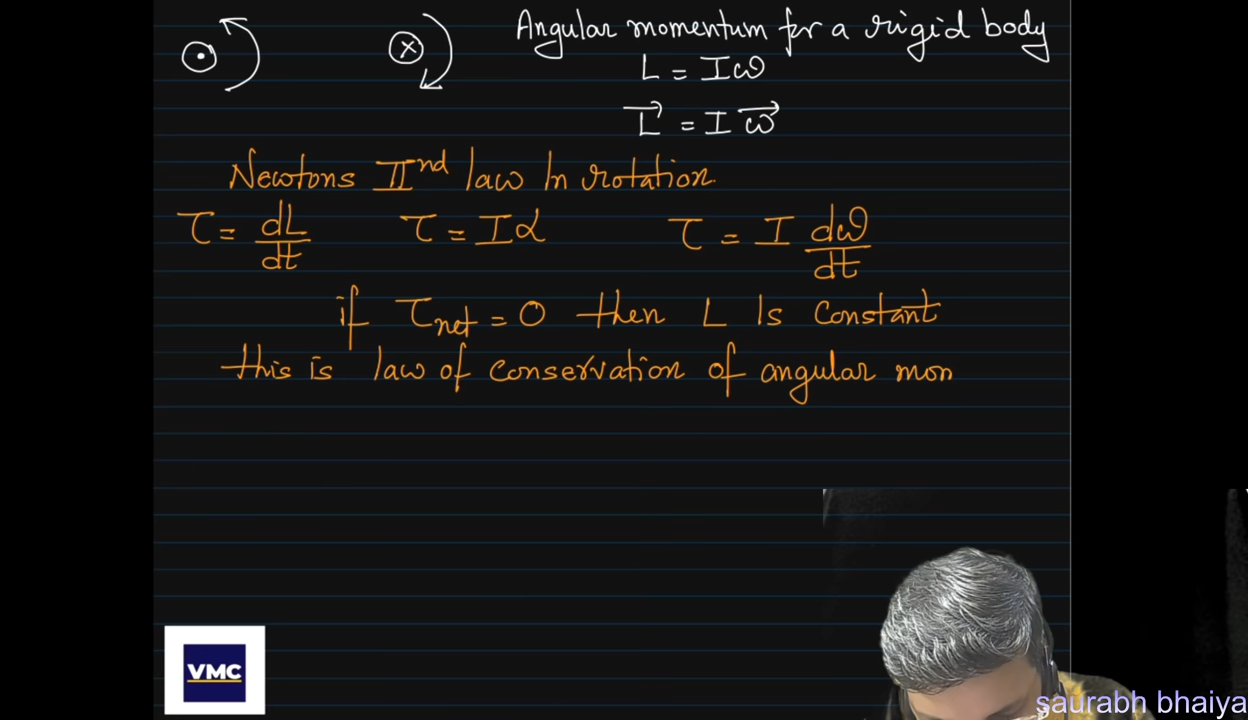 Angular momentum for a rigid body
L = Iω
L⃗ = I ω⃗
Newtons IInd law In rotation
τ = dL/dt τ = Iα τ = I dω/dt
if τnet = 0 then L Is Constant
this is law of conservation of angular mom
VMC
saurabh bhaiya